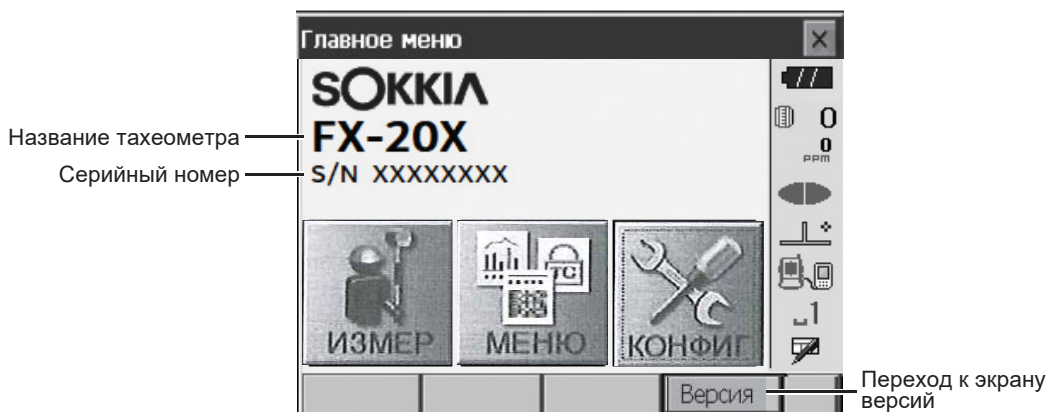 Главное меню
SOKKIA
Название тахеометра
FX-20X
Серийный номер
S/N XXXXXXXX
0
0
PPM
TC
1
ИЗМЕР
МЕНЮ
КОНФИГ
Версия
Переход к экрану
версий